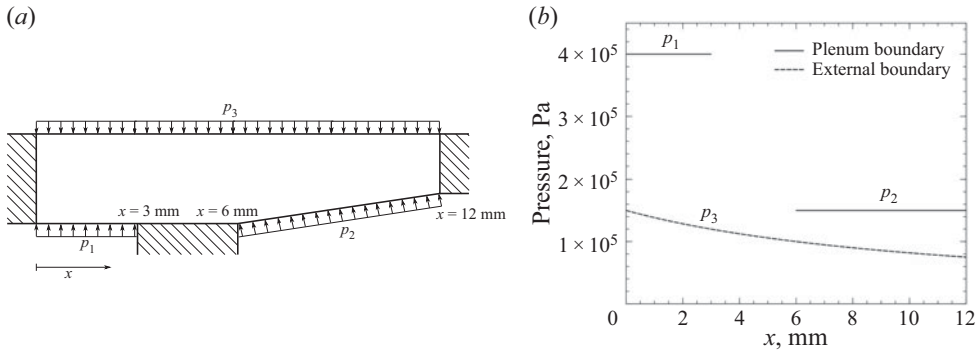 (a)
p3
x = 3 mm
x = 6 mm
x = 12 mm
p1
p2
x
(b)
Pressure, Pa
4 × 10^5
3 × 10^5
2 × 10^5
1 × 10^5
p1
Plenum boundary
External boundary
p2
p3
0 2 4 6 8 10 12
x, mm